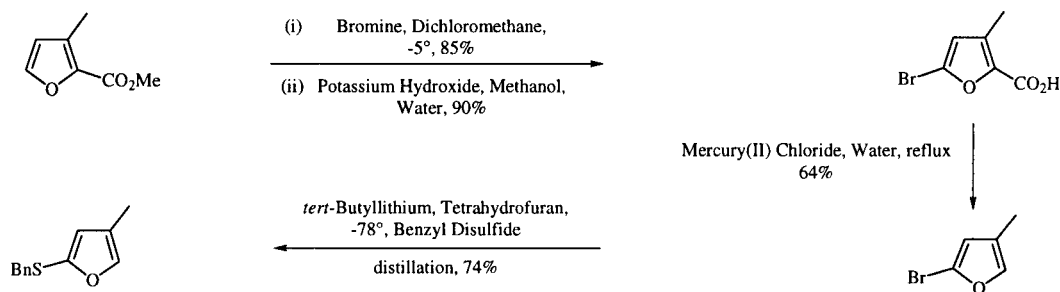 (i) Bromine, Dichloromethane,
-5°, 85%
(ii) Potassium Hydroxide, Methanol,
Water, 90%
O
CO2Me
Br
O
CO2H
Mercury(II) Chloride, Water, reflux
64%
tert-Butyllithium, Tetrahydrofuran,
-78°, Benzyl Disulfide
distillation, 74%
BnS
O
Br
O